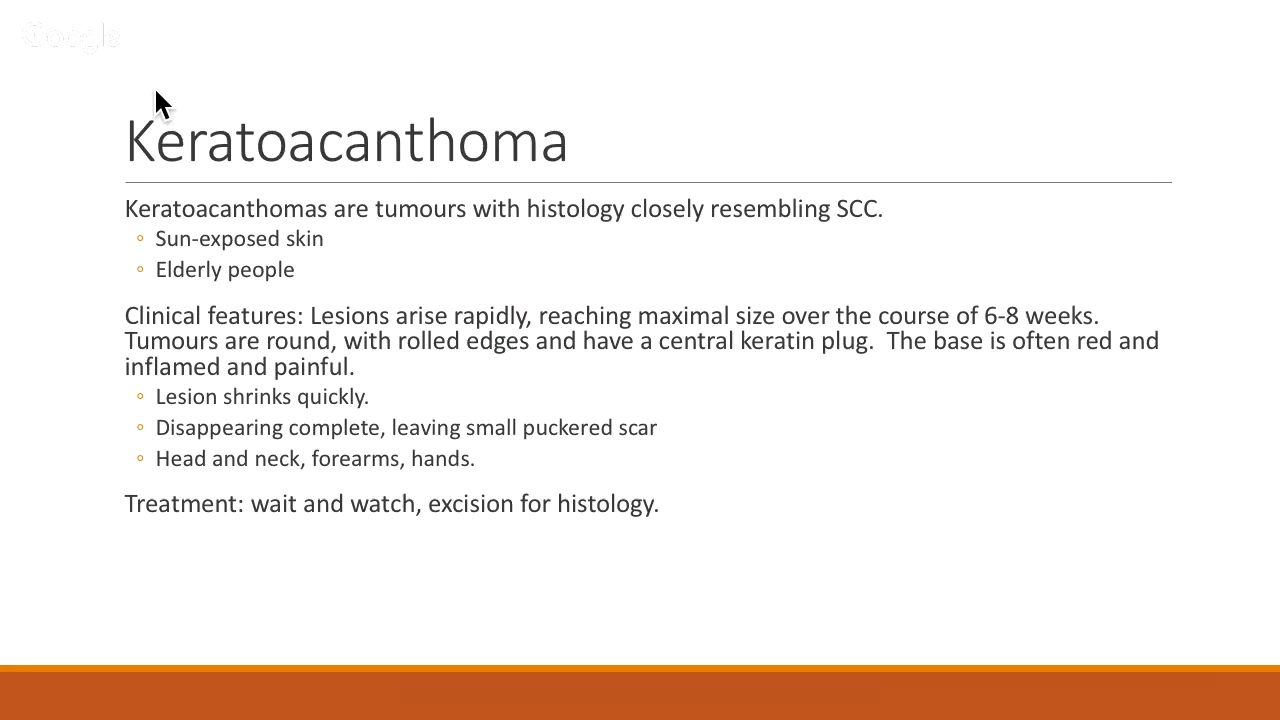 Google
Keratoacanthoma
Keratoacanthomas are tumours with histology closely resembling SCC.
◦ Sun-exposed skin
◦ Elderly people
Clinical features: Lesions arise rapidly, reaching maximal size over the course of 6-8 weeks.
Tumours are round, with rolled edges and have a central keratin plug.  The base is often red and
inflamed and painful.
◦ Lesion shrinks quickly.
◦ Disappearing complete, leaving small puckered scar
◦ Head and neck, forearms, hands.
Treatment: wait and watch, excision for histology.